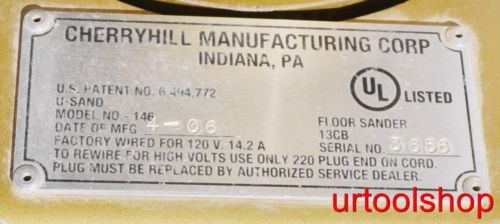 CHERRYHILL MANUFACTURING CORP
INDIANA, PA
U.S. PATENT NO. 6.494.772
U-SAND
MODEL NO - 146
DATE OF MFG 4-06
FACTORY WIRED FOR 120 V. 14.2 A
TO REWIRE FOR HIGH VOLTS USE ONLY 220 PLUG END ON CORD.
PLUG MUST BE REPLACED BY AUTHORIZED SERVICE DEALER.
UL LISTED
FLOOR SANDER
13CB
SERIAL NO. 3656
urtoolshop